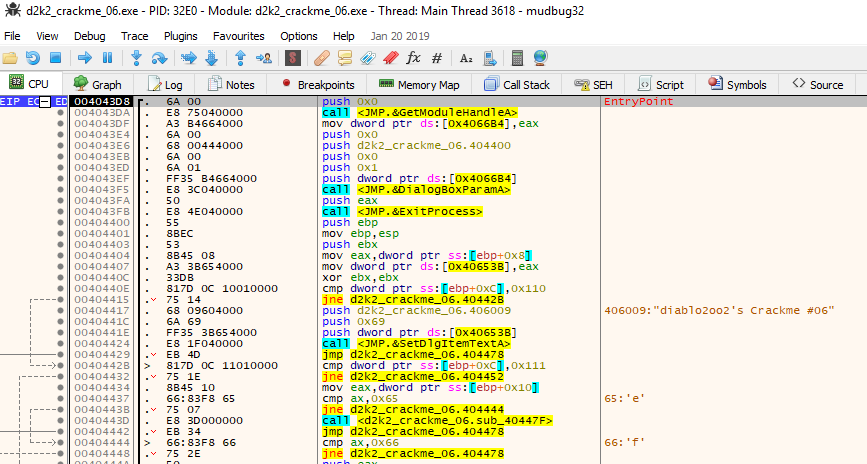 d2k2_crackme_06.exe - PID: 32E0 - Module: d2k2_crackme_06.exe - Thread: Main Thread 3618 - mudbug32
File View Debug Trace Plugins Favourites Options Help Jan 20 2019
CPU Graph Log Notes Breakpoints Memory Map Call Stack SEH Script Symbols Source
EIP EC ED 004043D8 . 6A 00 push 0x0 EntryPoint
004043DA . E8 75040000 call <JMP.&GetModuleHandleA>
004043DF . A3 B4664000 mov dword ptr ds:[0x4066B4],eax
004043E4 . 6A 00 push 0x0
004043E6 . 68 00444000 push d2k2_crackme_06.404400
004043EB . 6A 00 push 0x0
004043ED . 6A 01 push 0x1
004043EF . FF35 B4664000 push dword ptr ds:[0x4066B4]
004043F5 . E8 3C040000 call <JMP.&DialogBoxParamA>
004043FA . 50 push eax
004043FB . E8 4E040000 call <JMP.&ExitProcess>
00404400 . 55 push ebp
00404401 . 8BEC mov ebp,esp
00404403 . 53 push ebx
00404404 . 8B45 08 mov eax,dword ptr ss:[ebp+0x8]
00404407 . A3 3B654000 mov dword ptr ds:[0x40653B],eax
0040440C . 33DB xor ebx,ebx
0040440E . 817D 0C 10010000 cmp dword ptr ss:[ebp+0xC],0x110
00404415 . 75 14 jne d2k2_crackme_06.40442B
00404417 . 68 09604000 push d2k2_crackme_06.406009 406009:"diablo2oo2's Crackme #06"
0040441C . 6A 69 push 0x69
0040441E . FF35 3B654000 push dword ptr ds:[0x40653B]
00404424 . E8 1F040000 call <JMP.&SetDlgItemTextA>
00404429 . EB 4D jmp d2k2_crackme_06.404478
0040442B > 817D 0C 11010000 cmp dword ptr ss:[ebp+0xC],0x111
00404432 . 75 1E jne d2k2_crackme_06.404452
00404434 . 8B45 10 mov eax,dword ptr ss:[ebp+0x10]
00404437 . 66:83F8 65 cmp ax,0x65 65:'e'
0040443B . 75 07 jne d2k2_crackme_06.404444
0040443D . E8 3D000000 call <d2k2_crackme_06.sub_40447F>
00404442 . EB 34 jmp d2k2_crackme_06.404478
00404444 > 66:83F8 66 cmp ax,0x66 66:'f'
00404448 . 75 2E jne d2k2_crackme_06.404478